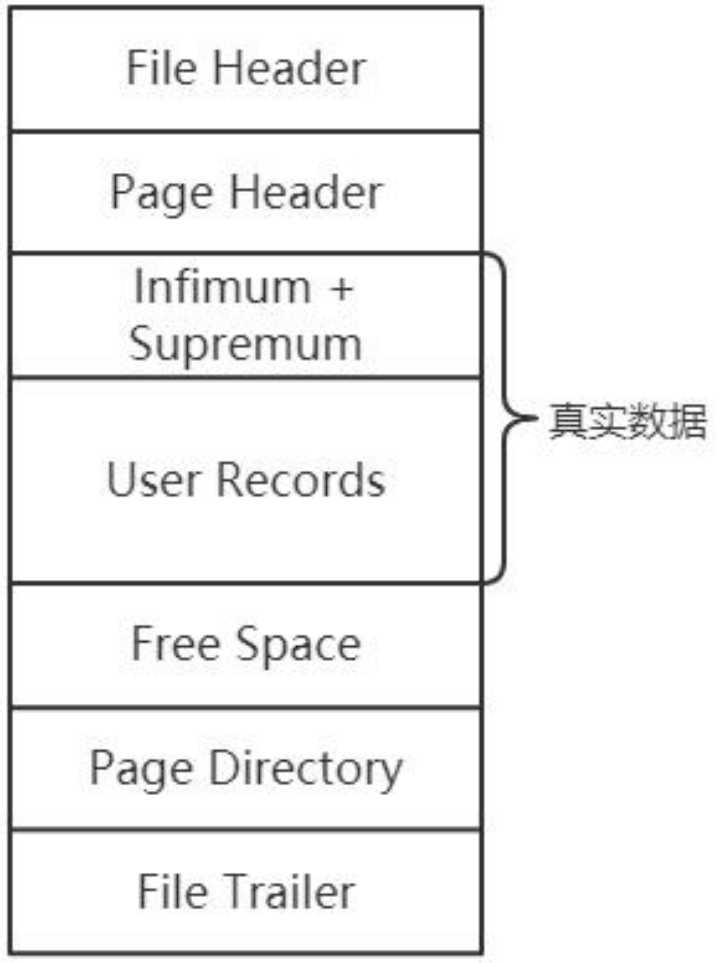 File Header
Page Header
Infimum +
Supremum
真实数据
User Records
Free Space
Page Directory
File Trailer